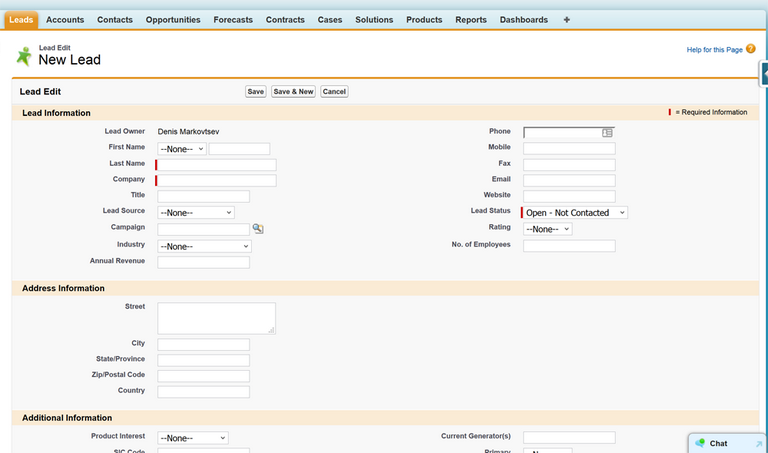 Leads Accounts Contacts Opportunities Forecasts Contracts Cases Solutions Products Reports Dashboards +
Lead Edit
New Lead
Help for this Page ?
Lead Edit Save Save & New Cancel
Lead Information = Required Information
Lead Owner Denis Markovtsev Phone
First Name --None-- Mobile
Last Name Fax
Company Email
Title Website
Lead Source --None-- Lead Status Open - Not Contacted
Campaign Rating --None--
Industry --None-- No. of Employees
Annual Revenue
Address Information
Street
City
State/Province
Zip/Postal Code
Country
Additional Information
Product Interest --None-- Current Generator(s)
SIC Code Primary
Chat